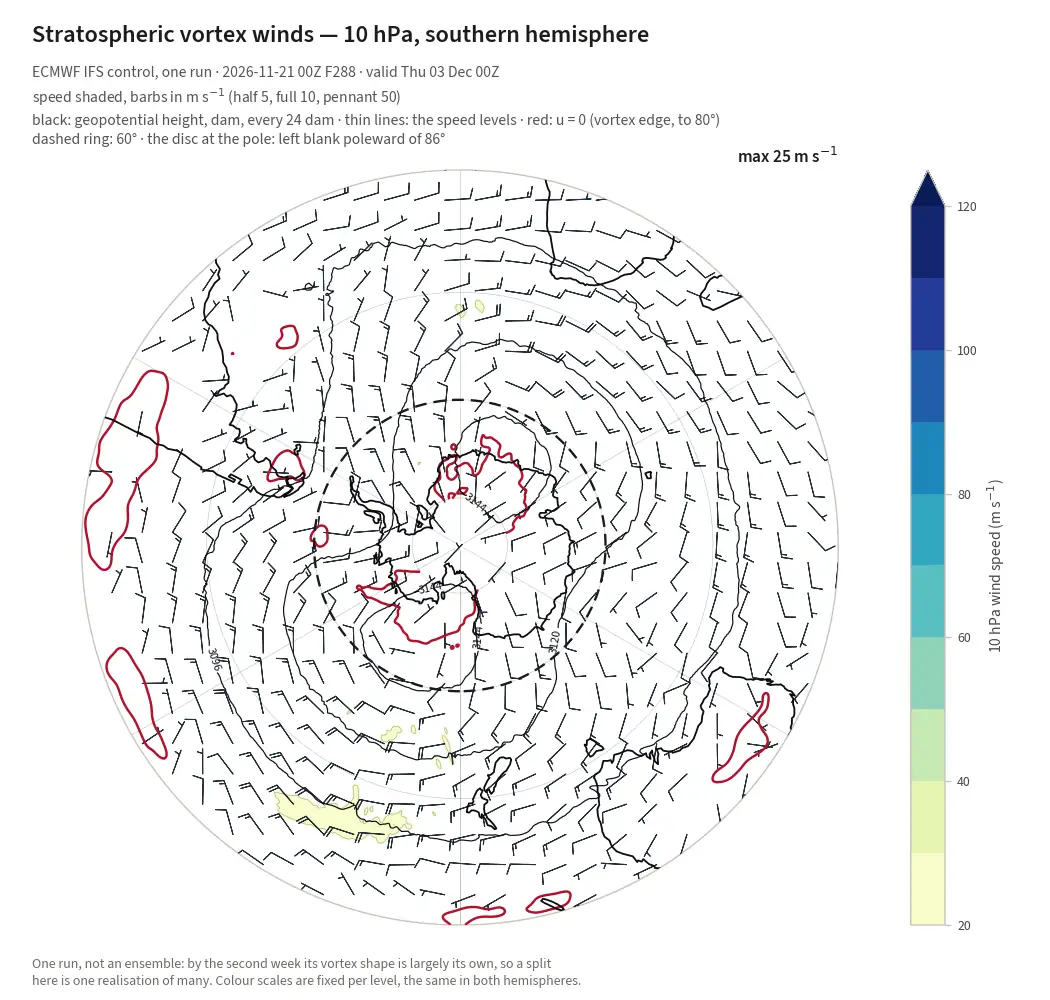 Stratospheric vortex winds — 10 hPa, southern hemisphere
ECMWF IFS control, one run · 2026-11-21 00Z F288 · valid Thu 03 Dec 00Z
speed shaded, barbs in m s⁻¹ (half 5, full 10, pennant 50)
black: geopotential height, dam, every 24 dam · thin lines: the speed levels · red: u = 0 (vortex edge, to 80°)
dashed ring: 60° · the disc at the pole: left blank poleward of 86°
max 25 m s⁻¹
120
100
80
60
40
20
10 hPa wind speed (m s⁻¹)
3144
3144
3120
3096
One run, not an ensemble: by the second week its vortex shape is largely its own, so a split
here is one realisation of many. Colour scales are fixed per level, the same in both hemispheres.